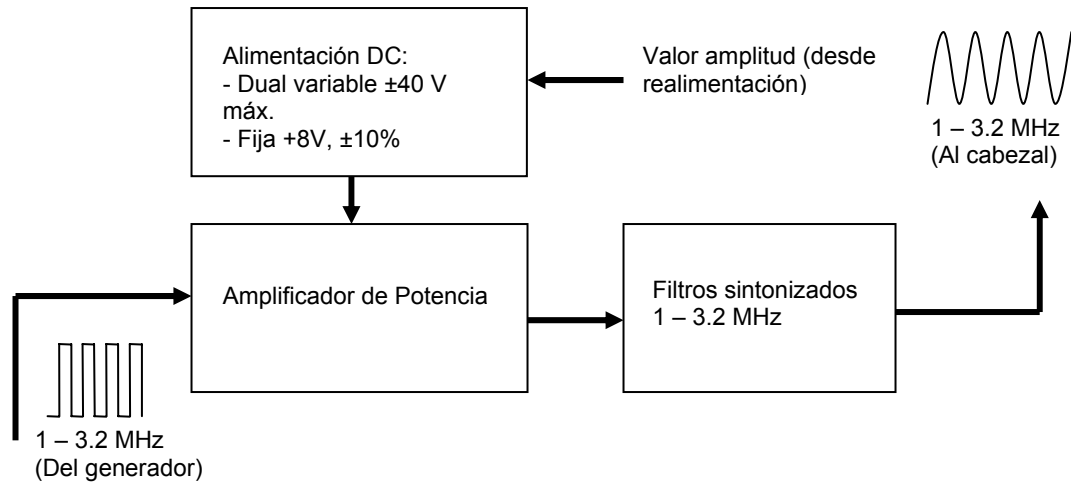 Alimentación DC:
- Dual variable ±40 V
máx.
- Fija +8V, ±10%
Valor amplitud (desde
realimentación)
1 – 3.2 MHz
(Al cabezal)
Amplificador de Potencia
Filtros sintonizados
1 – 3.2 MHz
1 – 3.2 MHz
(Del generador)